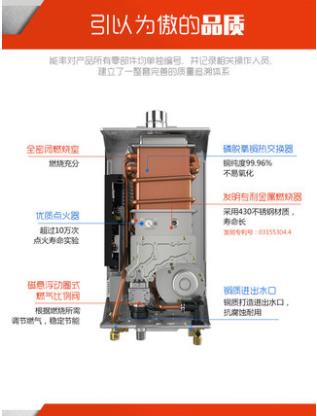 引以为傲的品质
能率对产品所有零部件均单独编号，并记录相关操作人员，
建立了一整套完善的质量追溯体系
全密闭燃烧室
燃烧充分
磷脱氧铜热交换器
铜纯度99.96%
不易氧化
发明专利金属燃烧器
采用430不锈钢材质，
寿命长
发明专利号：03155304.4
优质点火器
超过10万次
点火寿命实验
磁悬浮动圈式
燃气比例阀
根据燃烧所需
调节燃气，稳定节能
铜质进出水口
铜质打造进出水口，
抗腐蚀耐用